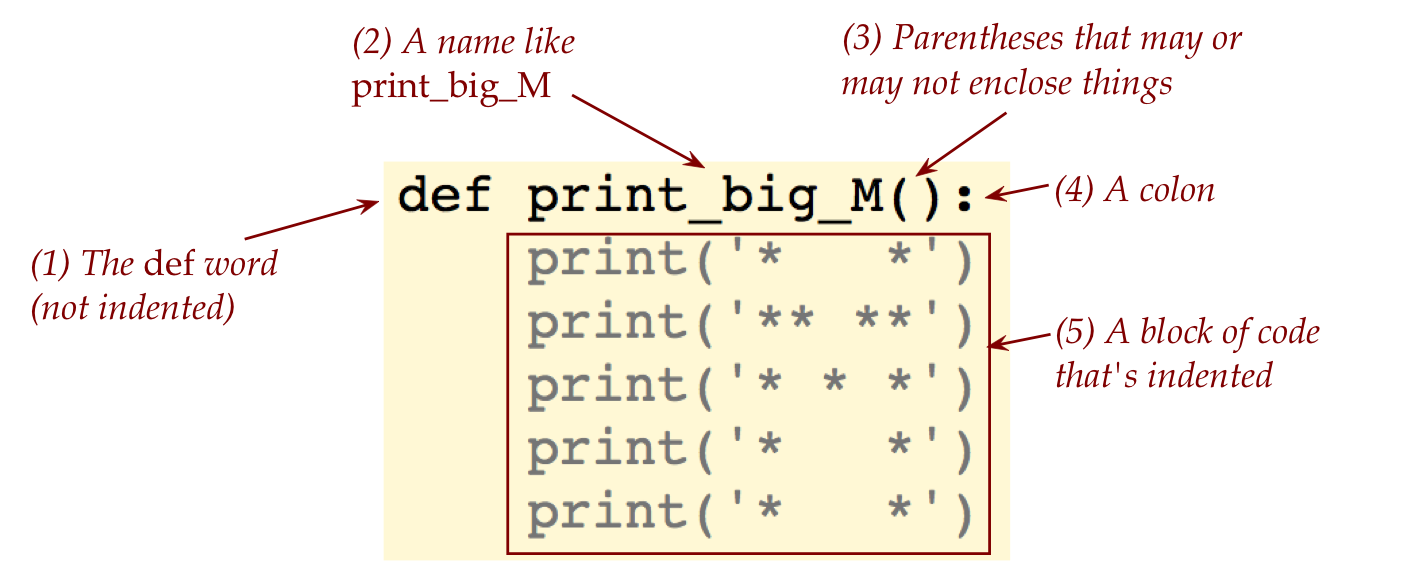 (2) A name like
print_big_M
(3) Parentheses that may or
may not enclose things
def print_big_M():
(4) A colon
(1) The def word
(not indented)
    print('*   *')
    print('** **')
    print('* * *')
    print('*   *')
    print('*   *')
(5) A block of code
that's indented